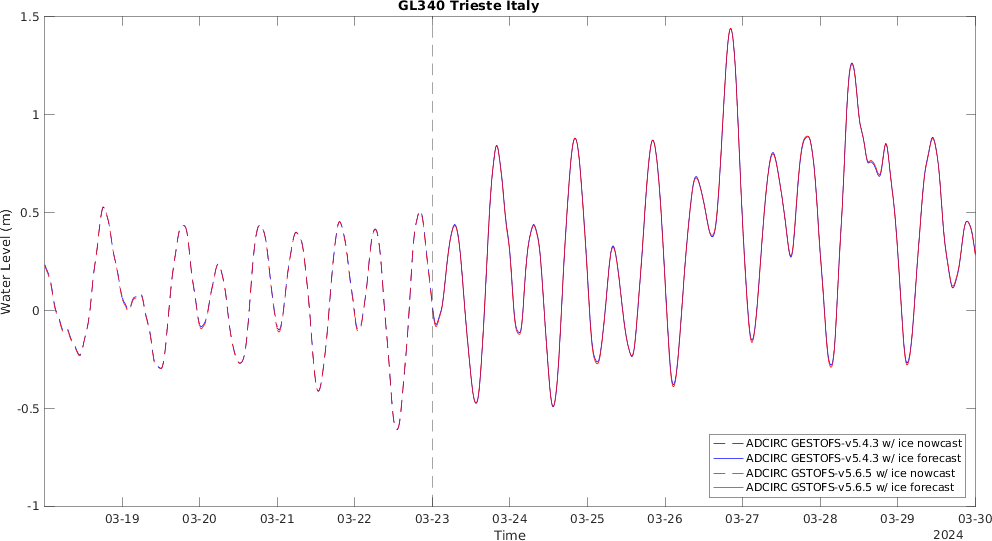 GL340 Trieste Italy
1.5
1
0.5
0
-0.5
-1
Water Level (m)
ADCIRC GESTOFS-v5.4.3 w/ ice nowcast
ADCIRC GESTOFS-v5.4.3 w/ ice forecast
ADCIRC GSTOFS-v5.6.5 w/ ice nowcast
ADCIRC GSTOFS-v5.6.5 w/ ice forecast
03-19 03-20 03-21 03-22 03-23 03-24 03-25 03-26 03-27 03-28 03-29 03-30
Time
2024